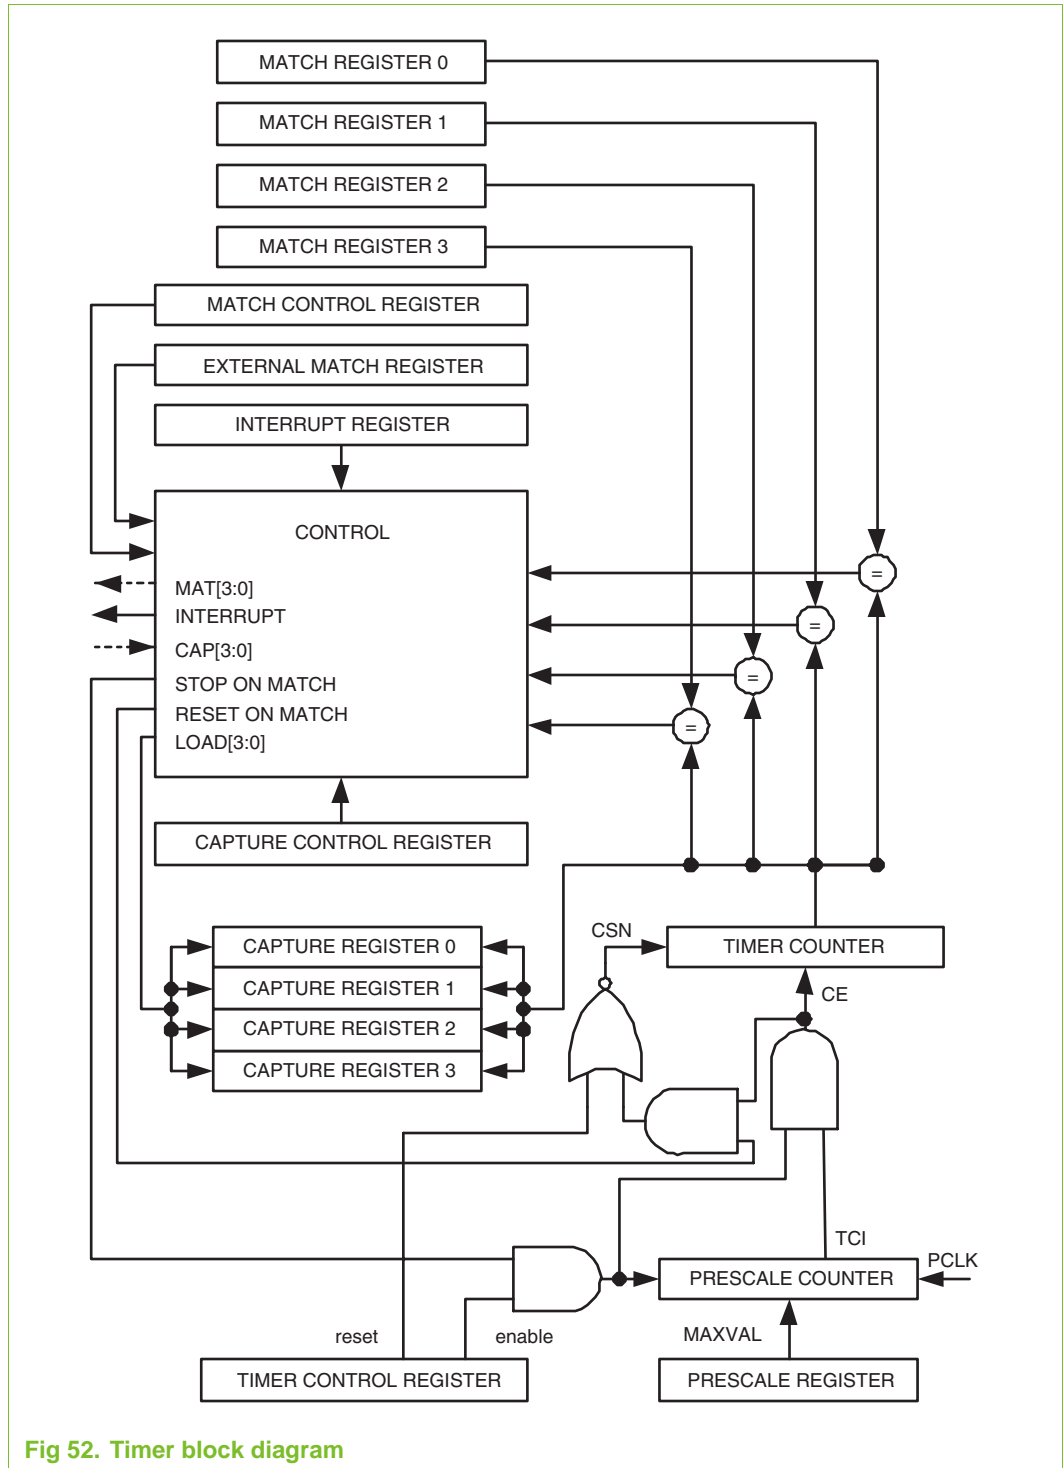 MATCH REGISTER 0
MATCH REGISTER 1
MATCH REGISTER 2
MATCH REGISTER 3
MATCH CONTROL REGISTER
EXTERNAL MATCH REGISTER
INTERRUPT REGISTER
CONTROL
MAT[3:0]
INTERRUPT
CAP[3:0]
STOP ON MATCH
RESET ON MATCH
LOAD[3:0]
=
=
=
=
CAPTURE CONTROL REGISTER
CAPTURE REGISTER 0
CAPTURE REGISTER 1
CAPTURE REGISTER 2
CAPTURE REGISTER 3
CSN
TIMER COUNTER
CE
TCI
PCLK
PRESCALE COUNTER
reset
enable
MAXVAL
TIMER CONTROL REGISTER
PRESCALE REGISTER
Fig 52. Timer block diagram